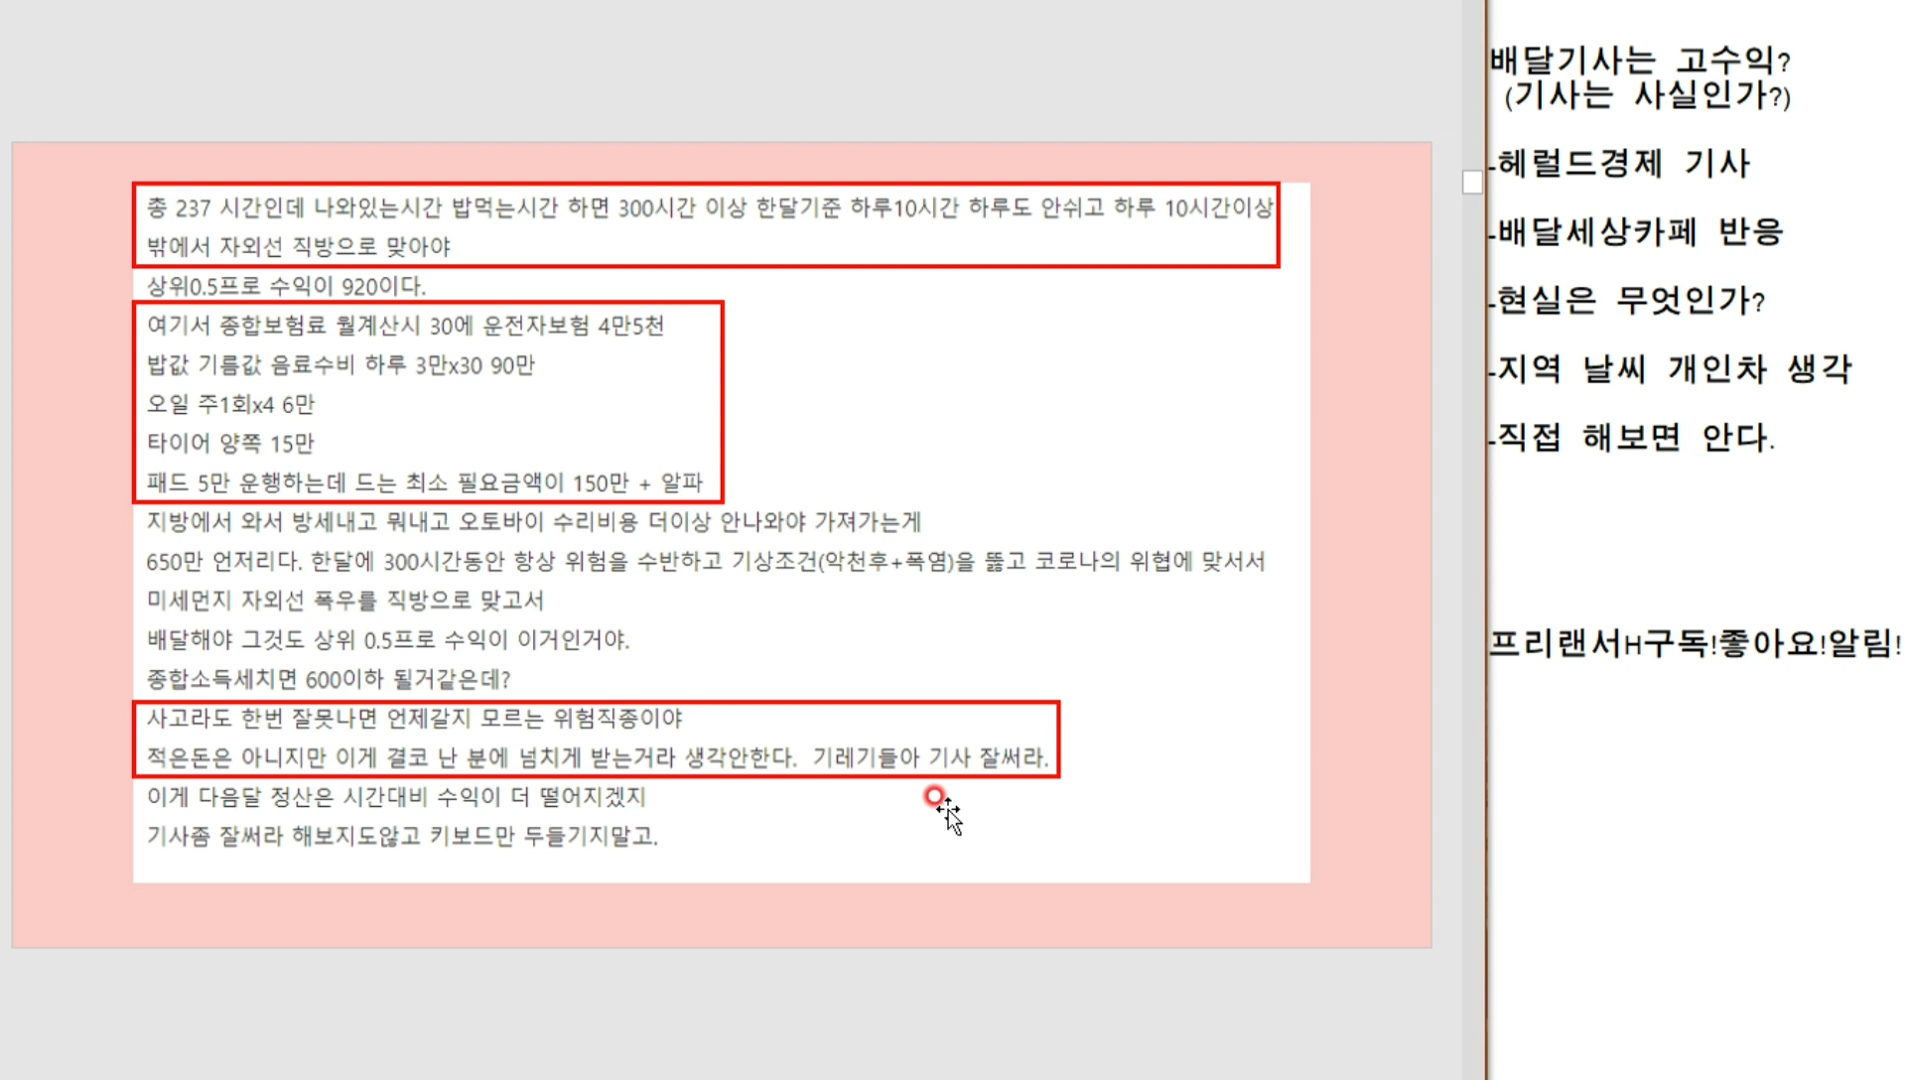 총 237 시간인데 나와있는시간 밥먹는시간 하면 300시간 이상 한달기준 하루10시간 하루도 안쉬고 하루 10시간이상
밖에서 자외선 직방으로 맞아야
상위0.5프로 수익이 920이다.
여기서 종합보험료 월계산시 30에 운전자보험 4만5천
밥값 기름값 음료수비 하루 3만x30 90만
오일 주1회x4 6만
타이어 양쪽 15만
패드 5만 운행하는데 드는 최소 필요금액이 150만 + 알파
지방에서 와서 방세내고 뭐내고 오토바이 수리비용 더이상 안나와야 가져가는게
650만 언저리다. 한달에 300시간동안 항상 위험을 수반하고 기상조건(악천후+폭염)을 뚫고 코로나의 위협에 맞서서
미세먼지 자외선 폭우를 직방으로 맞고서
배달해야 그것도 상위 0.5프로 수익이 이거인거야.
종합소득세치면 600이하 될거같은데?
사고라도 한번 잘못나면 언제갈지 모르는 위험직종이야
적은돈은 아니지만 이게 결코 난 분에 넘치게 받는거라 생각안한다. 기레기들아 기사 잘써라.
이게 다음달 정산은 시간대비 수익이 더 떨어지겠지
기사좀 잘써라 해보지도않고 키보드만 두들기지말고.
배달기사는 고수익?
(기사는 사실인가?)
-헤럴드경제 기사
-배달세상카페 반응
-현실은 무엇인가?
-지역 날씨 개인차 생각
-직접 해보면 안다.
프리랜서H구독!좋아요!알림!